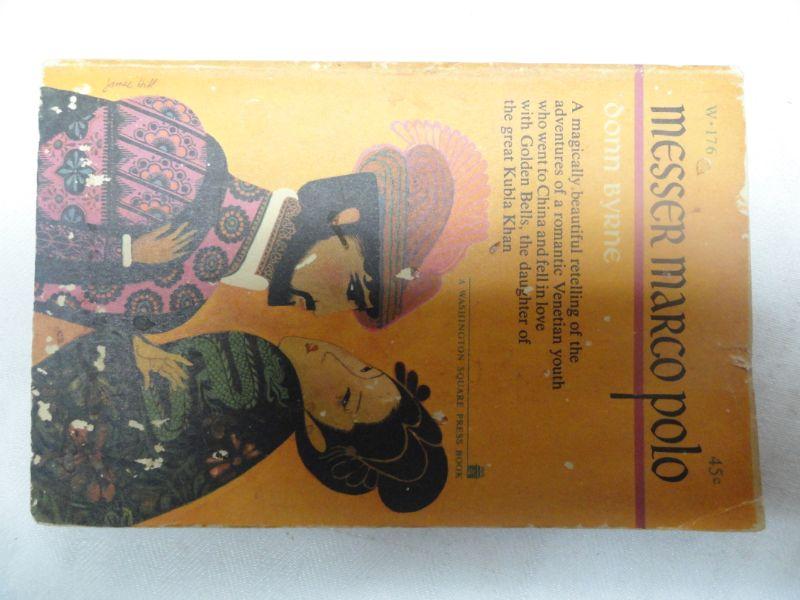 W•176
45¢
messer marco polo
donn byrne
A magically beautiful retelling of the
adventures of a romantic Venetian youth
who went to China and fell in love
with Golden Bells, the daughter of
the great Kubla Khan
A WASHINGTON SQUARE PRESS BOOK
James Hill